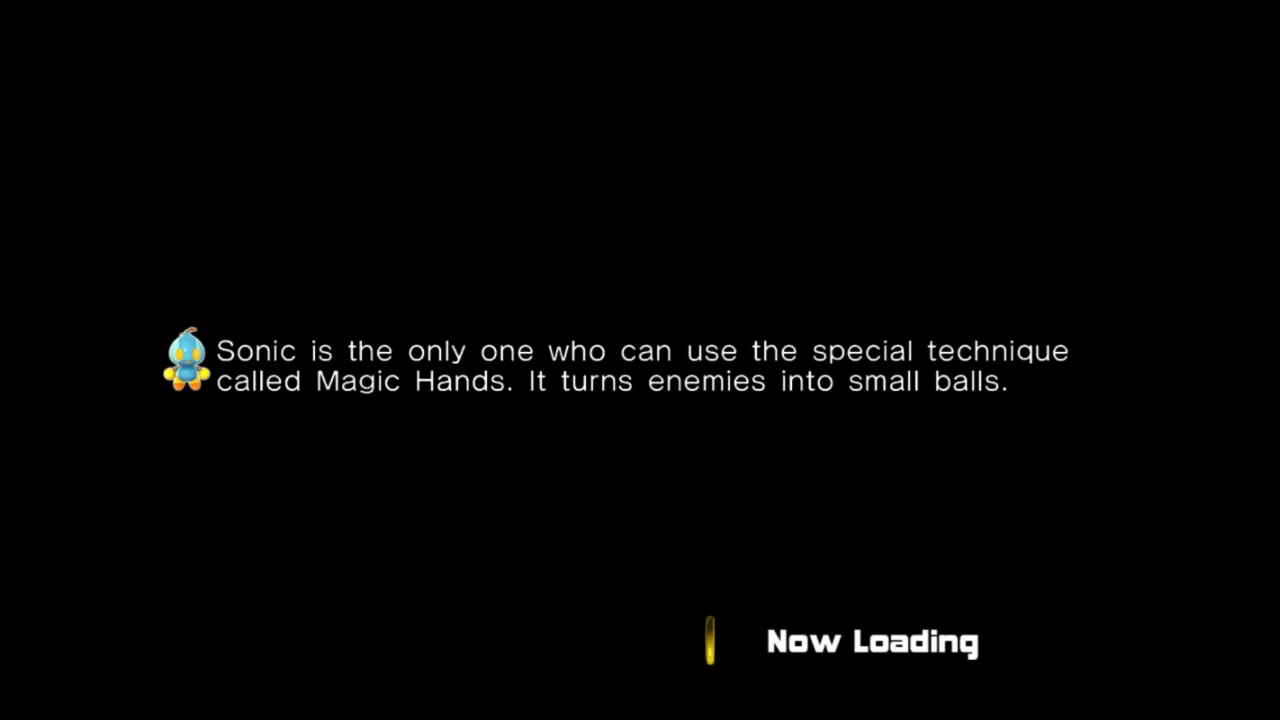 Sonic is the only one who can use the special technique
called Magic Hands. It turns enemies into small balls.
Now Loading